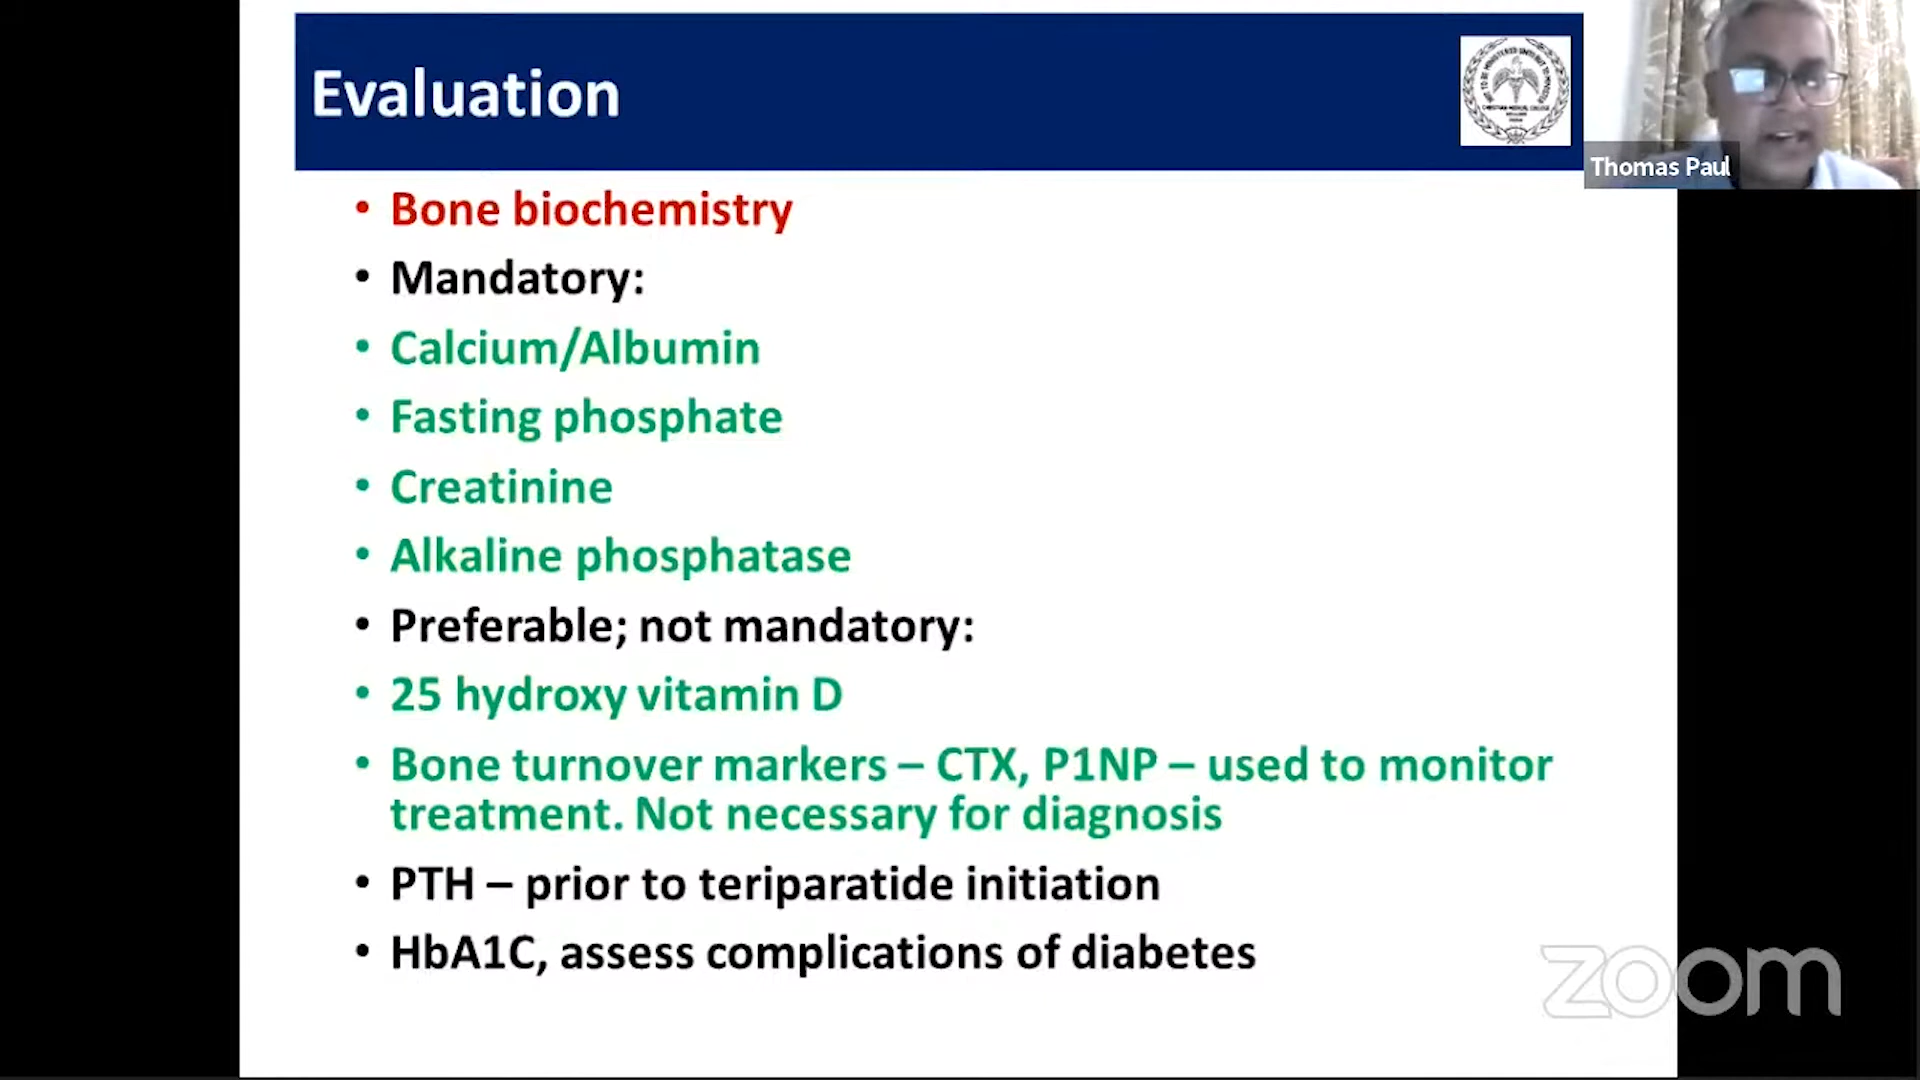 Evaluation
Thomas Paul
• Bone biochemistry
• Mandatory:
• Calcium/Albumin
• Fasting phosphate
• Creatinine
• Alkaline phosphatase
• Preferable; not mandatory:
• 25 hydroxy vitamin D
• Bone turnover markers – CTX, P1NP – used to monitor
treatment. Not necessary for diagnosis
• PTH – prior to teriparatide initiation
• HbA1C, assess complications of diabetes
zoom